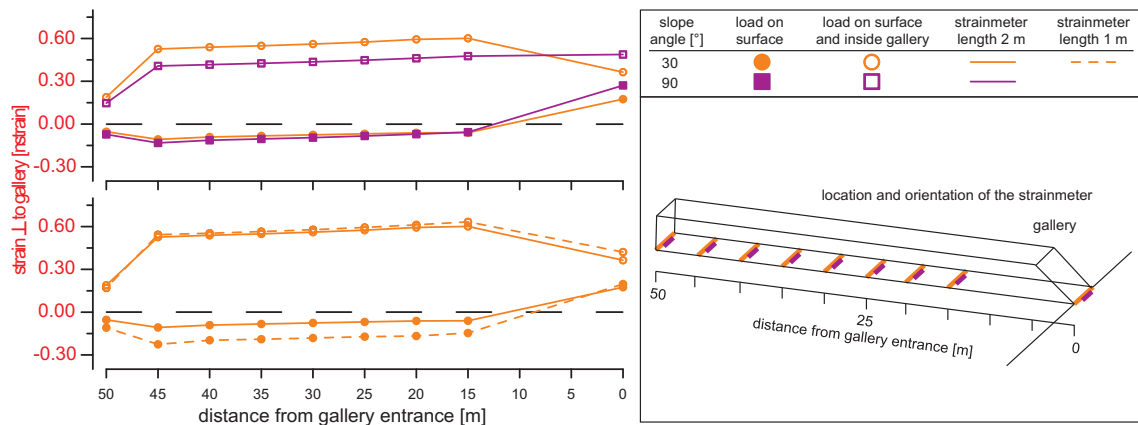 strain ⊥ to gallery [nstrain]
0.60
0.30
0.00
-0.30
0.60
0.30
0.00
-0.30
50 45 40 35 30 25 20 15 10 5 0
distance from gallery entrance [m]
slope load on load on surface strainmeter strainmeter
angle [°] surface and inside gallery length 2 m length 1 m
30
90
location and orientation of the strainmeter
gallery
50
25
0
distance from gallery entrance [m]